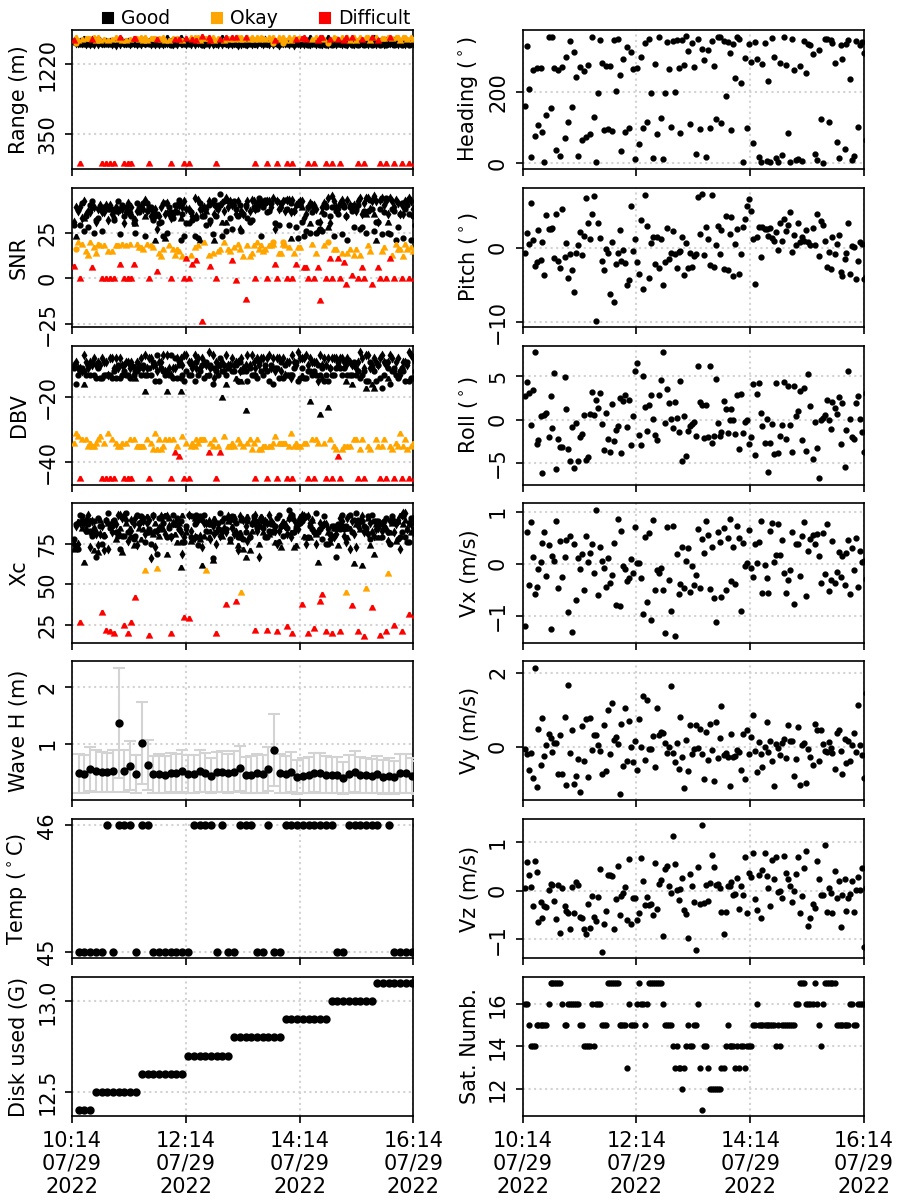 Good Okay Difficult
Range (m)
1220
350
Heading (°)
200
0
SNR
25
0
−25
Pitch (°)
0
−10
DBV
−20
−40
Roll (°)
5
0
−5
Xc
75
50
25
Vx (m/s)
1
0
−1
Wave H (m)
2
1
Vy (m/s)
2
0
Temp (°C)
46
45
Vz (m/s)
1
0
−1
Disk used (G)
13.0
12.5
Sat. Numb.
16
14
12
10:14 12:14 14:14 16:14
07/29 07/29 07/29 07/29
2022 2022 2022 2022
10:14 12:14 14:14 16:14
07/29 07/29 07/29 07/29
2022 2022 2022 2022